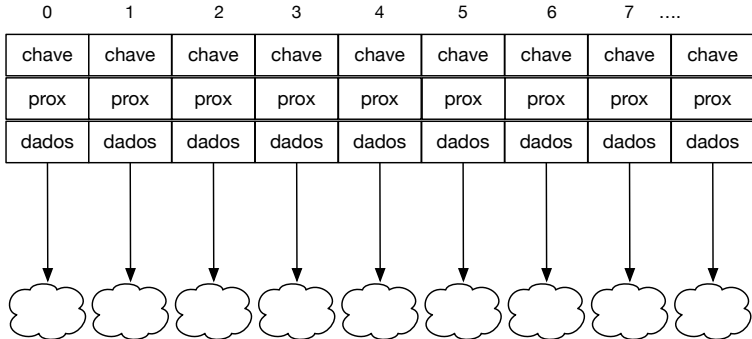 0 1 2 3 4 5 6 7 ....
chave chave chave chave chave chave chave chave chave
prox prox prox prox prox prox prox prox prox
dados dados dados dados dados dados dados dados dados